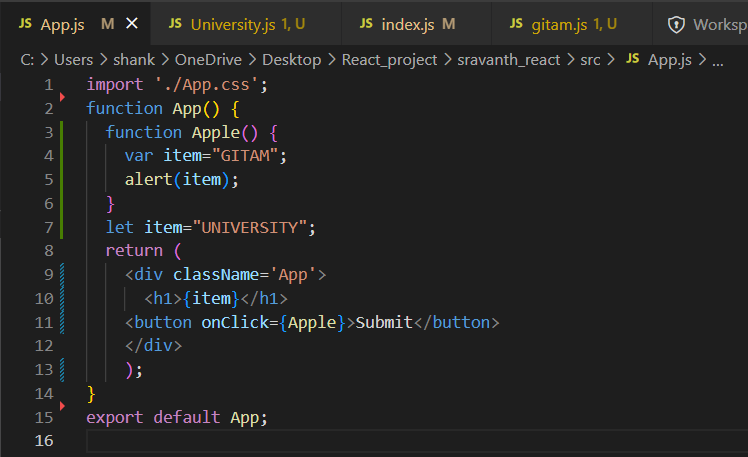 JS App.js M × JS University.js 1, U JS index.js M JS gitam.js 1, U Worksp
C: > Users > shank > OneDrive > Desktop > React_project > sravanth_react > src > JS App.js > ...
1 import './App.css';
2 function App() {
3 function Apple() {
4 var item="GITAM";
5 alert(item);
6 }
7 let item="UNIVERSITY";
8 return (
9 <div className='App'>
10 <h1>{item}</h1>
11 <button onClick={Apple}>Submit</button>
12 </div>
13 );
14 }
15 export default App;
16